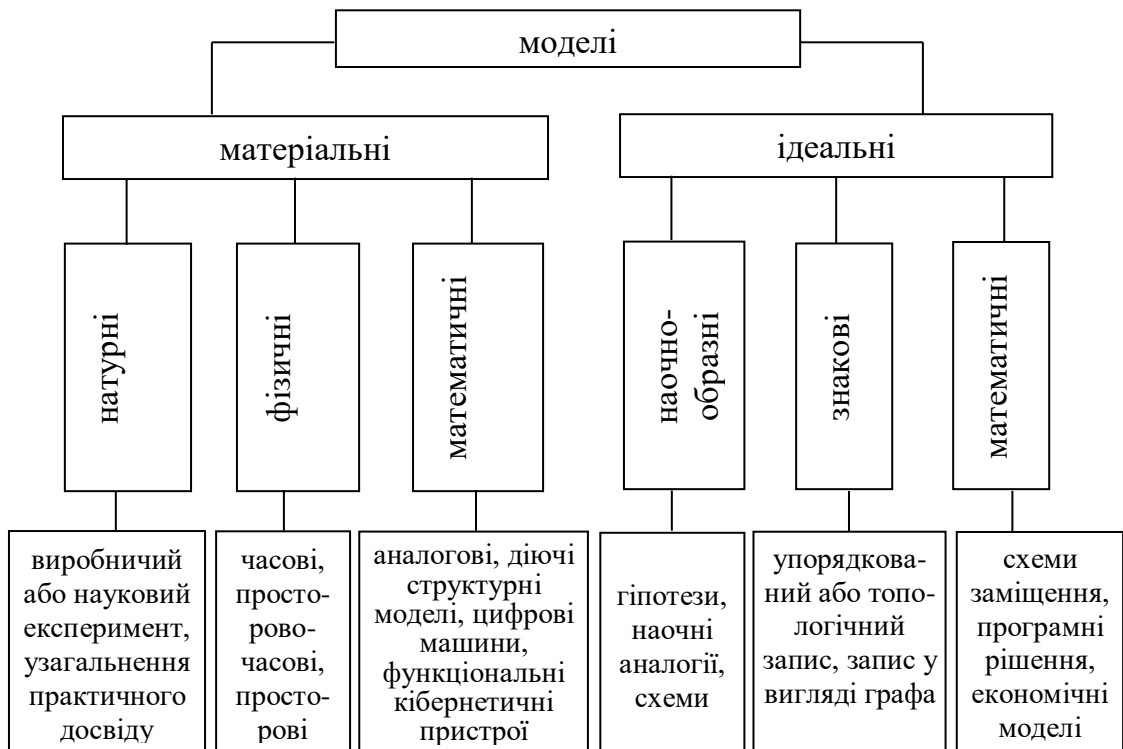 моделі
матеріальні
ідеальні
натурні
фізичні
математичні
наочно-
образні
знакові
математичні
виробничий
або науковий
експеримент,
узагальнення
практичного
досвіду
часові,
просто-
рово-
часові,
просто-
рові
аналогові, діючі
структурні
моделі, цифрові
машини,
функціональні
кібернетичні
пристрої
гіпотези,
наочні
аналогії,
схеми
упорядкова-
ний або топо-
логічний
запис, запис у
вигляді графа
схеми
заміщення,
програмні
рішення,
економічні
моделі